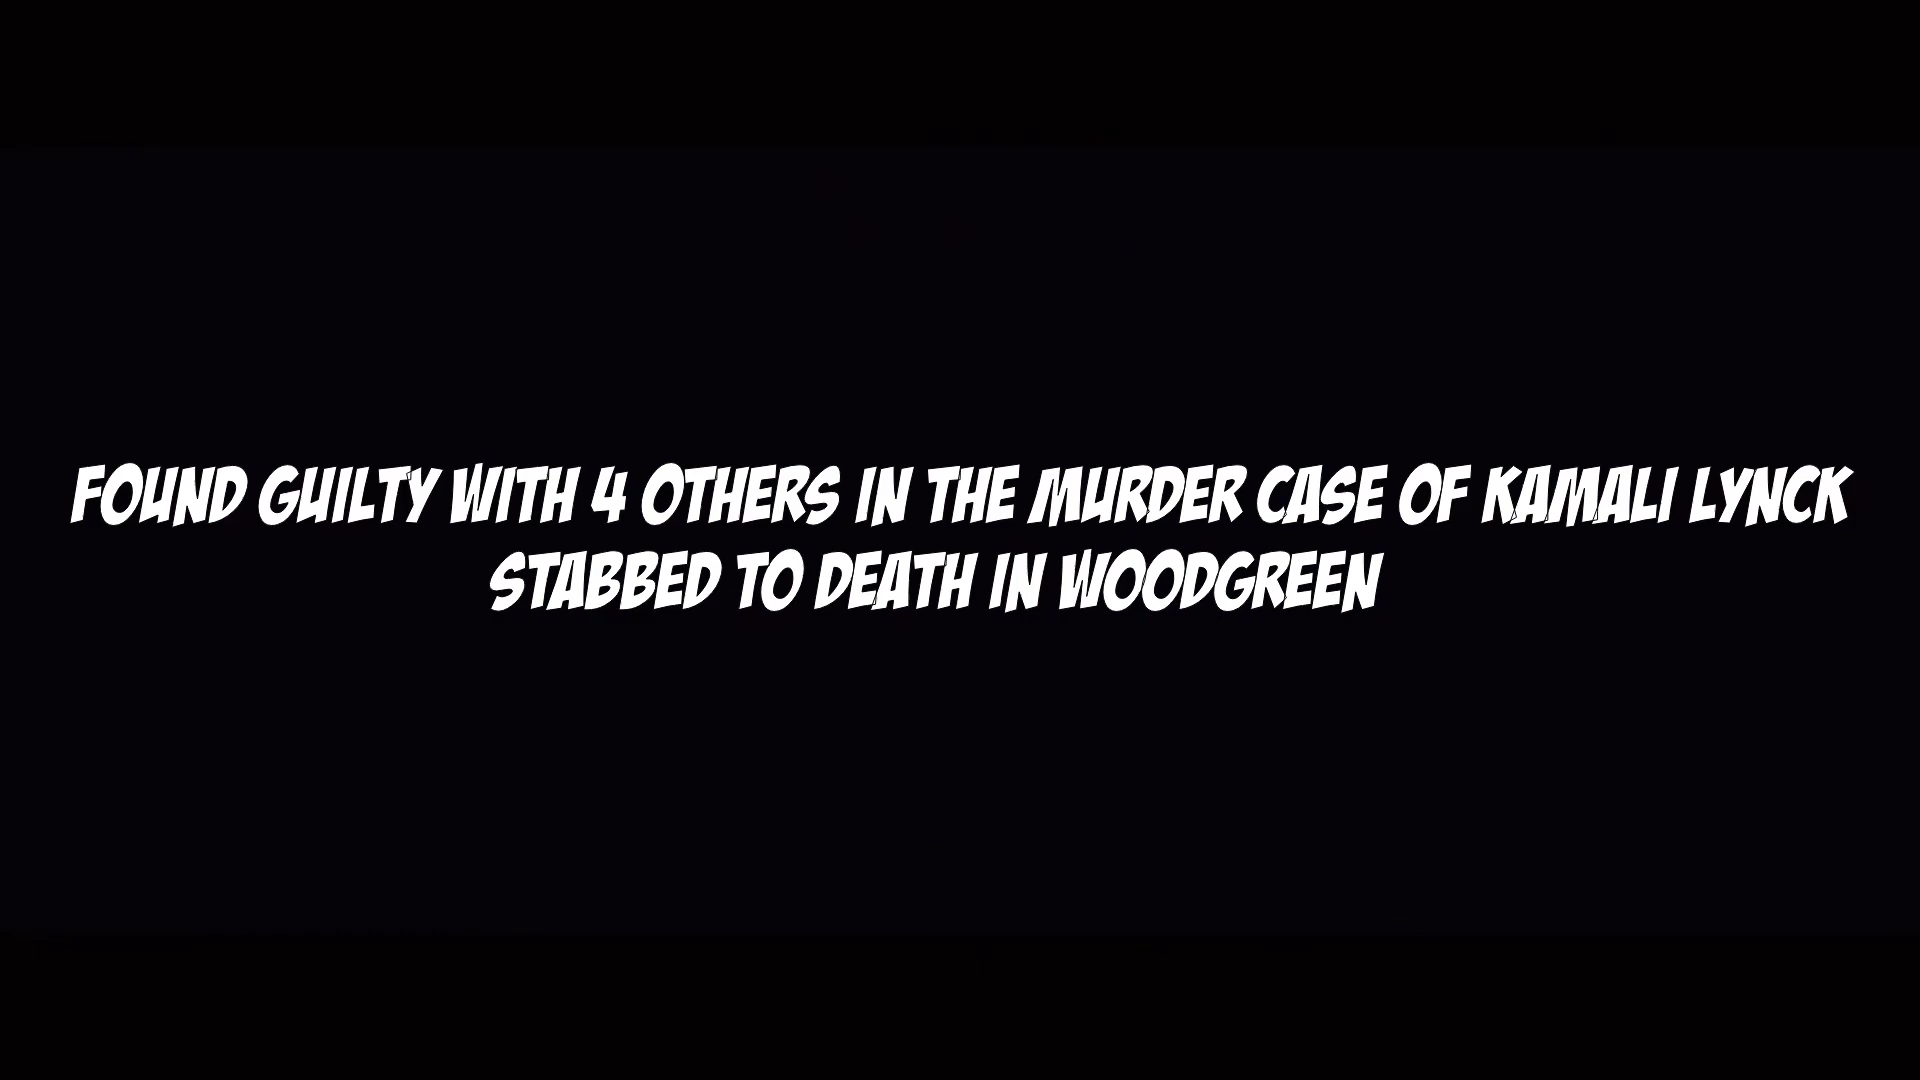 FOUND GUILTY WITH 4 OTHERS IN THE MURDER CASE OF KAMALI LYNCK
STABBED TO DEATH IN WOODGREEN